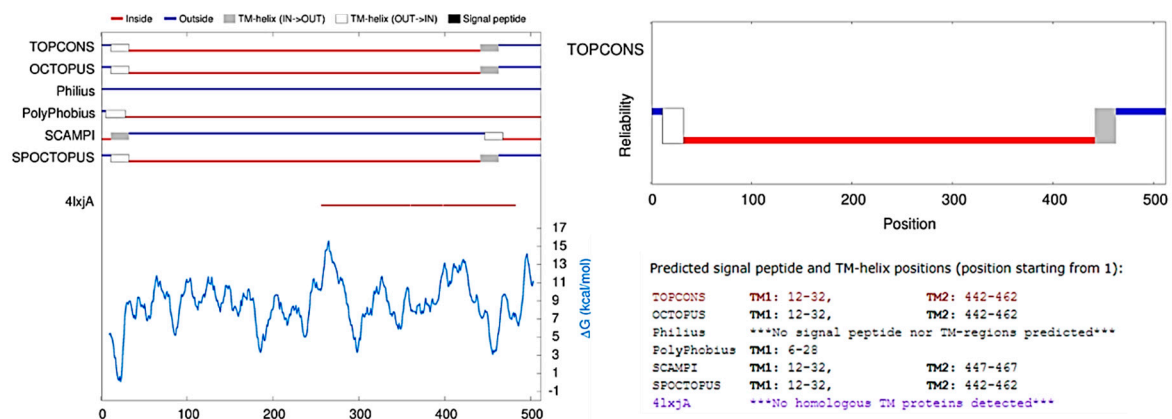 Inside Outside TM-helix (IN->OUT) TM-helix (OUT->IN) Signal peptide
TOPCONS
OCTOPUS
Philius
PolyPhobius
SCAMPI
SPOCTOPUS
4lxjA
17
15
13
11
9
7
5
3
1
-1
ΔG (kcal/mol)
0 100 200 300 400 500
TOPCONS
Reliability
0 100 200 300 400 500
Position
Predicted signal peptide and TM-helix positions (position starting from 1):
TOPCONS TM1: 12-32, TM2: 442-462
OCTOPUS TM1: 12-32, TM2: 442-462
Philius ***No signal peptide nor TM-regions predicted***
PolyPhobius TM1: 6-28
SCAMPI TM1: 12-32, TM2: 447-467
SPOCTOPUS TM1: 12-32, TM2: 442-462
4lxjA ***No homologous TM proteins detected***